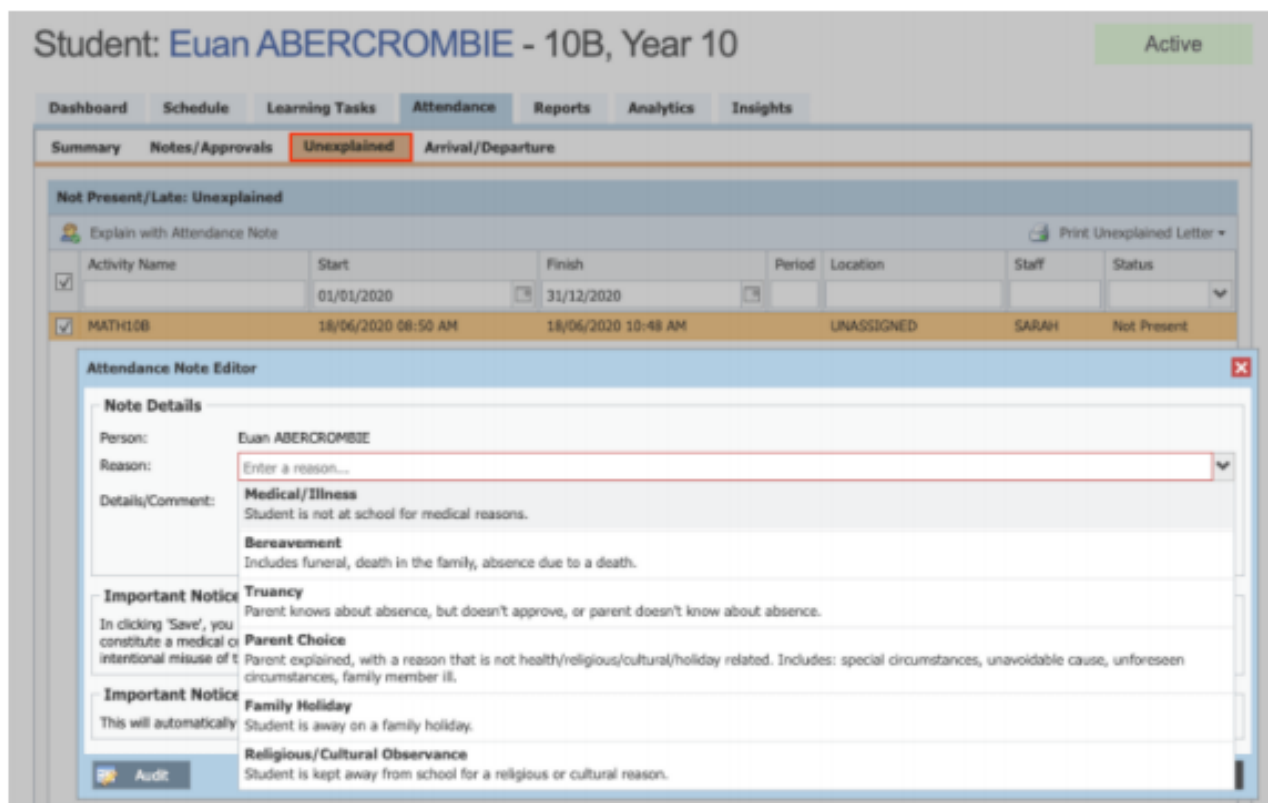 Student: Euan ABERCROMBIE - 10B, Year 10
Active
Dashboard Schedule Learning Tasks Attendance Reports Analytics Insights
Summary Notes/Approvals Unexplained Arrival/Departure
Not Present/Late: Unexplained
Explain with Attendance Note Print Unexplained Letter
Activity Name Start Finish Period Location Staff Status
01/01/2020 31/12/2020
MATH10B 18/06/2020 08:50 AM 18/06/2020 10:48 AM UNASSIGNED SARAH Not Present
Attendance Note Editor
Note Details
Person: Euan ABERCROMBIE
Reason: Enter a reason...
Details/Comment:
Medical/Illness
Student is not at school for medical reasons.
Bereavement
Includes funeral, death in the family, absence due to a death.
Important Notice
In clicking 'Save', you
constitute a medical
intentional misuse of
Truancy
Parent knows about absence, but doesn't approve, or parent doesn't know about absence.
Parent Choice
Parent explained, with a reason that is not health/religious/cultural/holiday related. Includes: special circumstances, unavoidable cause, unforeseen
circumstances, family member ill.
Important Notice
This will automatically
Family Holiday
Student is away on a family holiday.
Religious/Cultural Observance
Student is kept away from school for a religious or cultural reason.
Audit